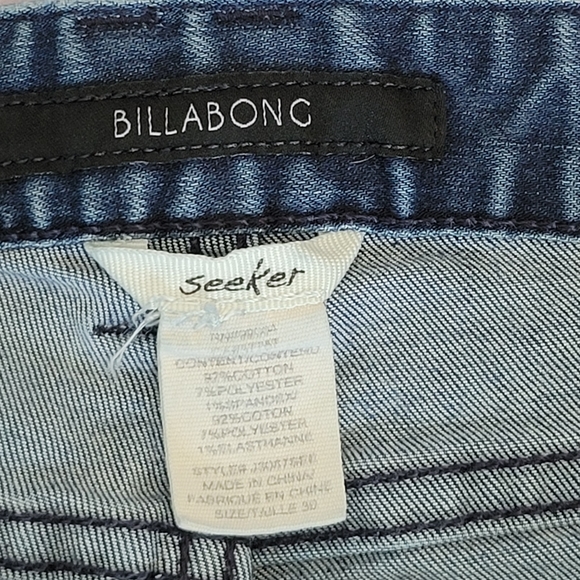 BILLABONG
seeker
CONTENT/CONTENU
92%COTTON
7%POLYESTER
1%SPANDEX/
92%COTON
7%POLYESTER
1%ELASTHANNE
STYLE#
MADE IN CHINA/
FABRIQUÉ EN CHINE
SIZE/TAILLE 30